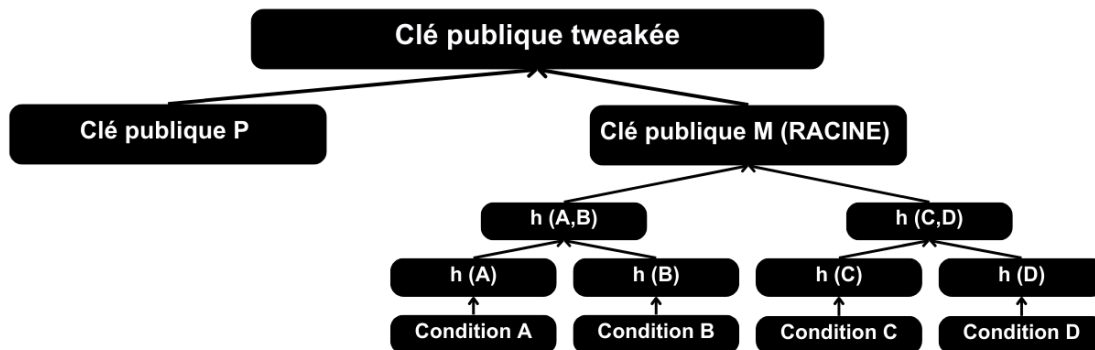 Clé publique tweakée
Clé publique P
Clé publique M (RACINE)
h (A,B)
h (C,D)
h (A)
h (B)
h (C)
h (D)
Condition A
Condition B
Condition C
Condition D